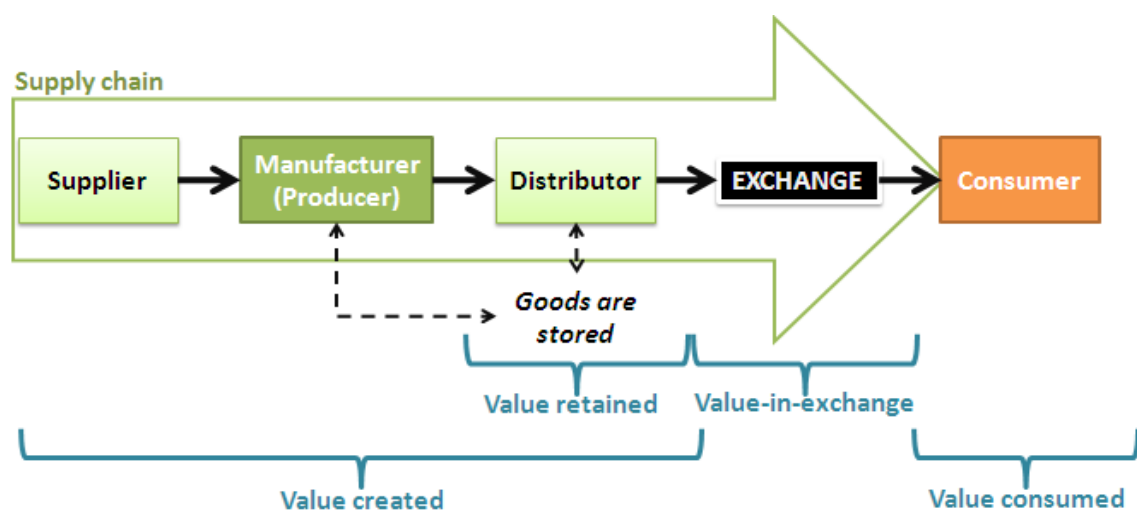 Supply chain
Supplier
Manufacturer
(Producer)
Distributor
EXCHANGE
Consumer
Goods are
stored
Value retained
Value-in-exchange
Value created
Value consumed